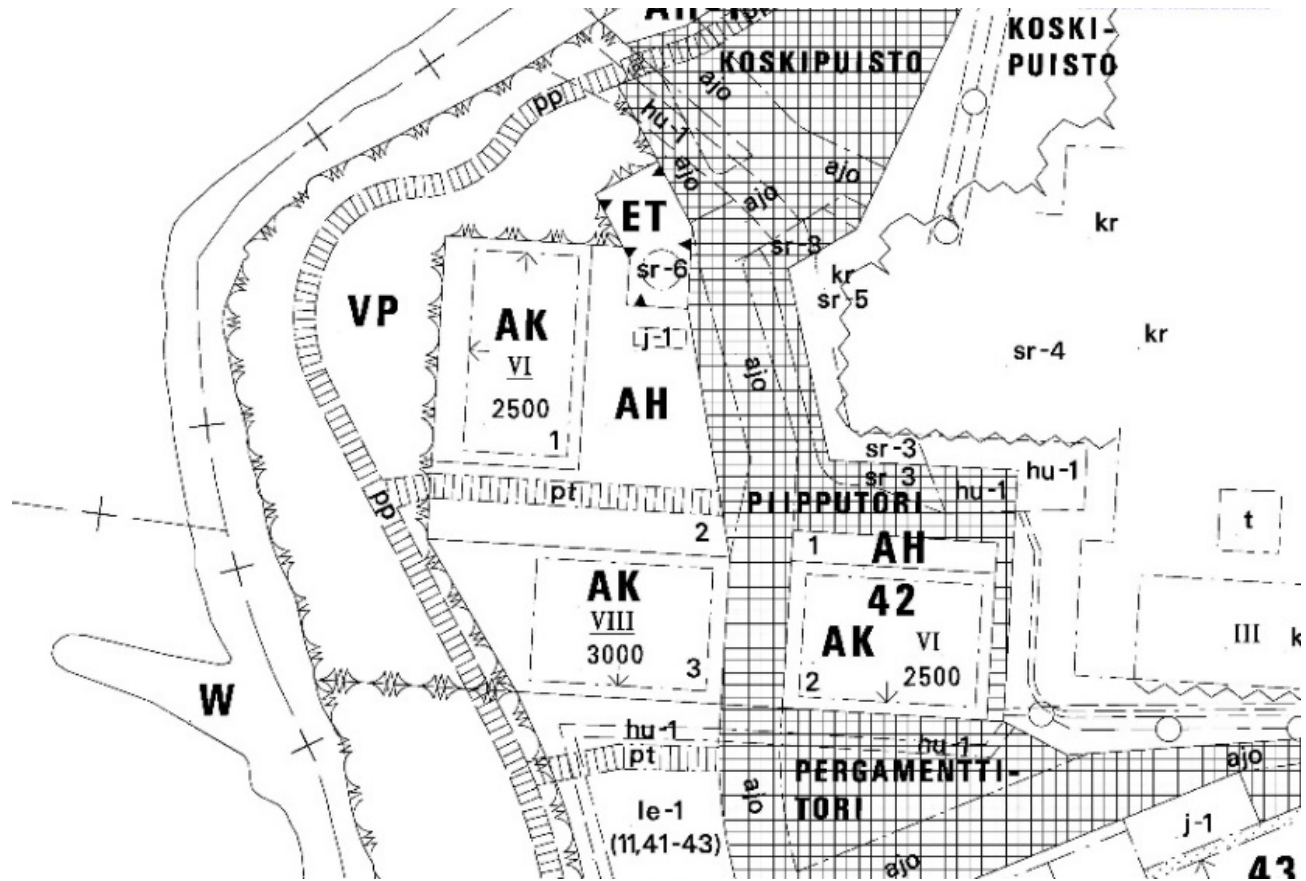 pp
KOSKIPUISTO
KOSKI-
PUISTO
ajo
hu-1
ajo
ajo
ajo
ET
kr
sr-8
sr-6
kr
sr-5
VP
AK
VI
2500
1
j-1
AH
ajo
sr-4
kr
sr-3
sr-3
hu-1
hu-1
pp
pt
PIIPPUTORI
2
1
AH
t
AK
VIII
3000
3
42
AK
VI
2500
2
III
W
hu-1
pt
hu-1
ajo
PERGAMENTTI-
TORI
ajo
le-1
(11,41-43)
j-1
ajo
43